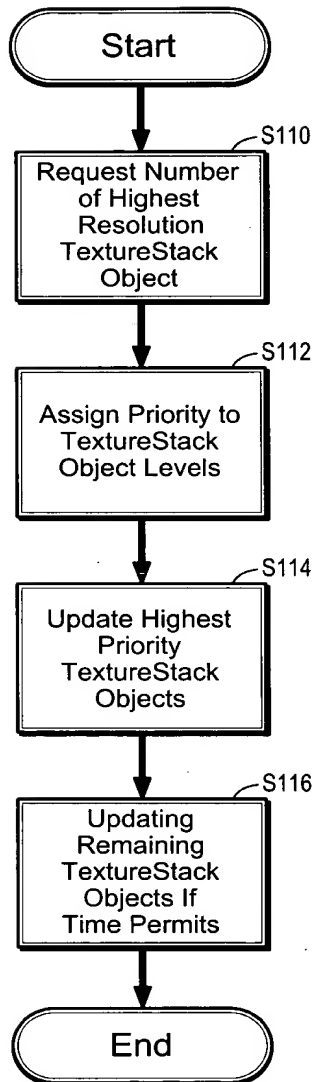 Start
S110
Request Number
of Highest
Resolution
TextureStack
Object
S112
Assign Priority to
TextureStack
Object Levels
S114
Update Highest
Priority
TextureStack
Objects
S116
Updating
Remaining
TextureStack
Objects If
Time Permits
End